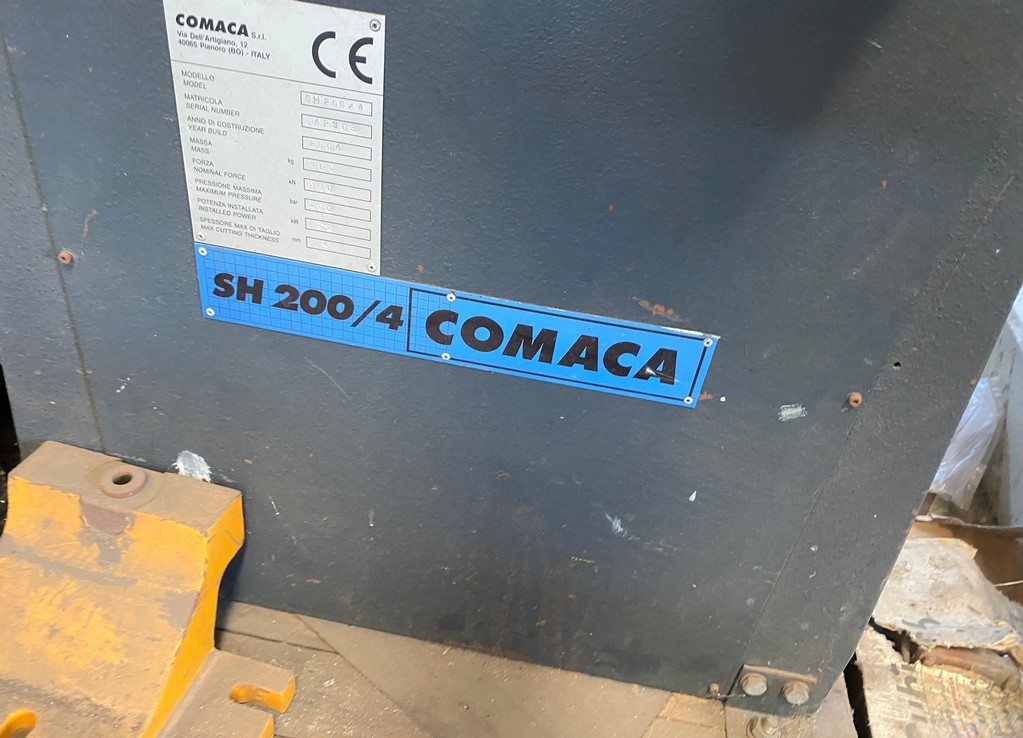 COMACA S.r.l.
Via Dell'Artigiano, 12
40065 Pianoro (BO) - ITALY
CE
MODELLO
MODEL
SH200/4
MATRICOLA
SERIAL NUMBER
ANNO DI COSTRUZIONE
YEAR BUILD
MASSA
MASS
kg
FORZA
NOMINAL FORCE
kN
PRESSIONE MASSIMA
MAXIMUM PRESSURE
bar
POTENZA INSTALLATA
INSTALLED POWER
kW
SPESSORE MAX DI TAGLIO
MAX CUTTING THICKNESS
mm
SH 200/4 COMACA